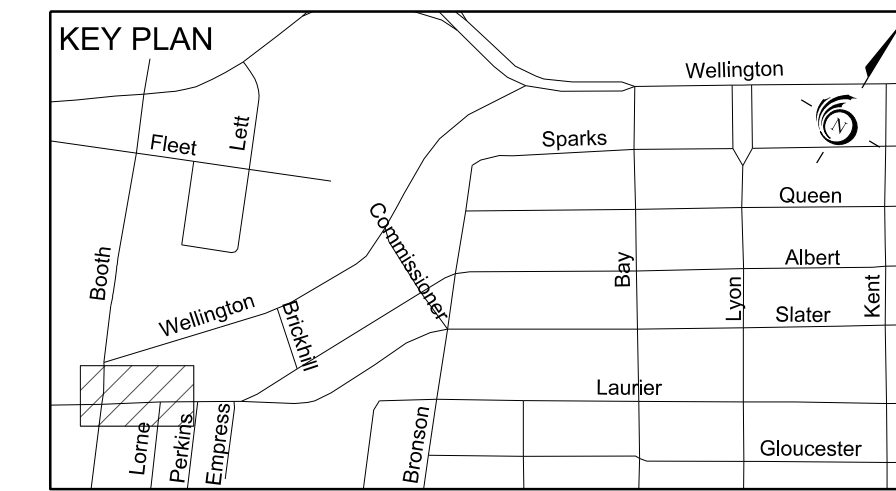 KEY PLAN
Wellington
N
Lett
Fleet
Sparks
Queen
Commissioner
Booth
Bay
Albert
Lyon
Kent
Wellington
Brickhill
Slater
Laurier
Lorne
Perkins
Empress
Bronson
Gloucester